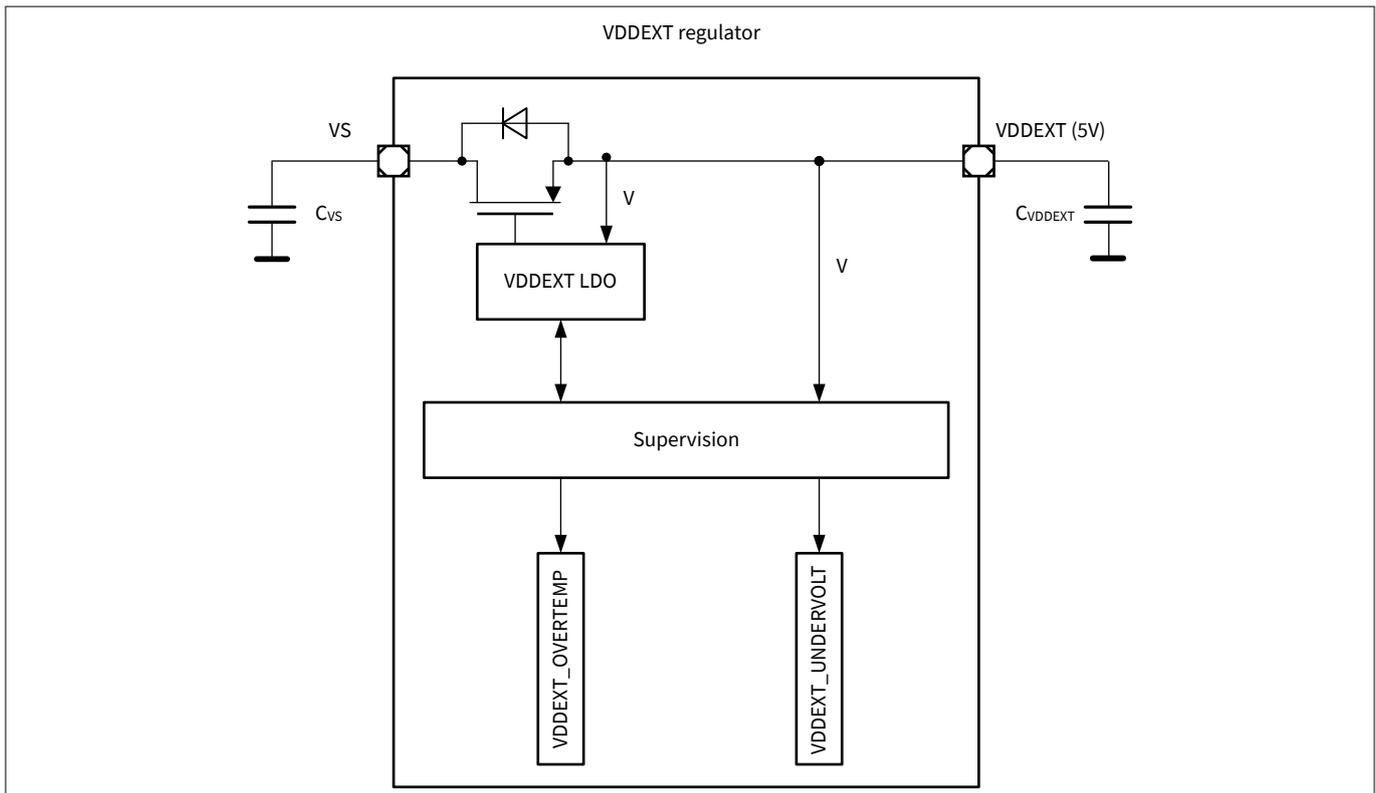 VDDEXT regulator
VS
VDDEXT (5V)
V
CVS
CVDDEXT
V
VDDEXT LDO
Supervision
VDDEXT_OVERTEMP
VDDEXT_UNDERVOLT